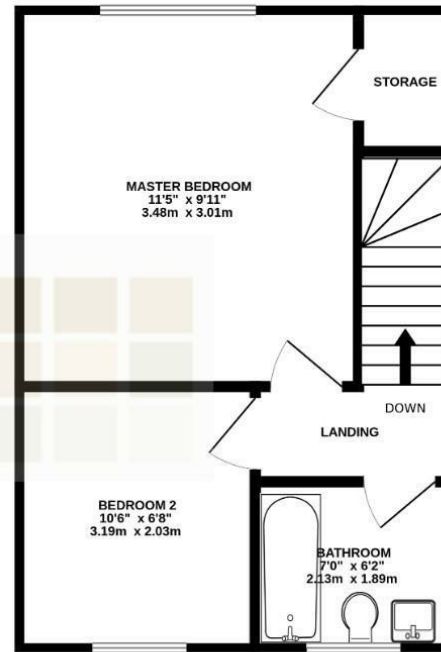 STORAGE
MASTER BEDROOM
11'5" x 9'11"
3.48m x 3.01m
DOWN
LANDING
BEDROOM 2
10'6" x 6'8"
3.19m x 2.03m
BATHROOM
7'0" x 6'2"
2.13m x 1.89m